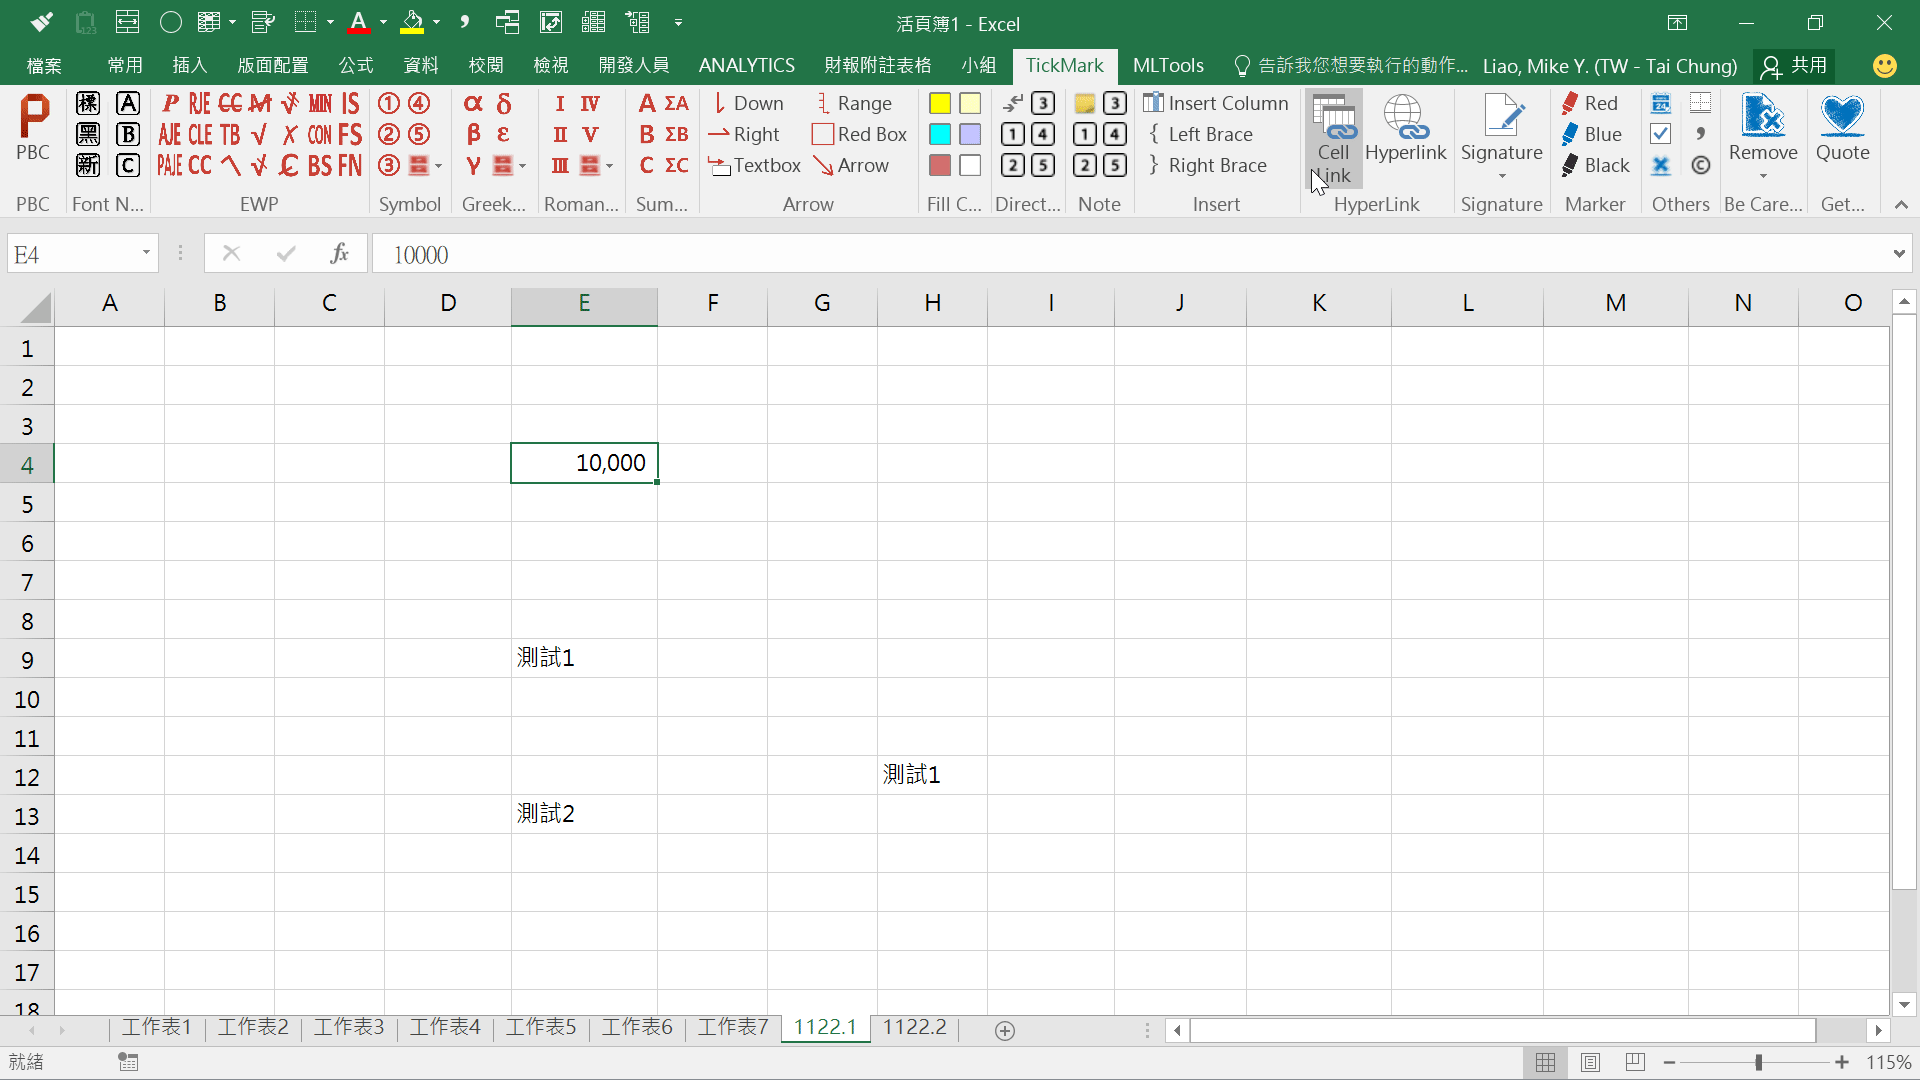 活頁簿1 - Excel
檔案 常用 插入 版面配置 公式 資料 校閱 檢視 開發人員 ANALYTICS 財報附註表格 小組 TickMark MLTools 告訴我您想要執行的動作... Liao, Mike Y. (TW - Tai Chung) 共用
標 A P RJE CC M MIN IS ① ④ α δ I IV A ΣA Down Range 3 3 Insert Column Red 24
黑 B AJE CLE TB √ X CON FS ② ⑤ β ε II V B ΣB Right Red Box 1 4 1 4 Left Brace Blue
新 C PAJE CC BS FN ③ γ III C ΣC Textbox Arrow 2 5 2 5 Right Brace Black ©
PBC Cell Link Hyperlink Signature Remove Quote
PBC Font N... EWP Symbol Greek... Roman... Sum... Arrow Fill C... Direct... Note Insert HyperLink Signature Marker Others Be Care... Get...
E4 fx 10000
A B C D E F G H I J K L M N O
1
2
3
4 10,000
5
6
7
8
9 測試1
10
11
12 測試1
13 測試2
14
15
16
17
18
工作表1 工作表2 工作表3 工作表4 工作表5 工作表6 工作表7 1122.1 1122.2
就緒 115%